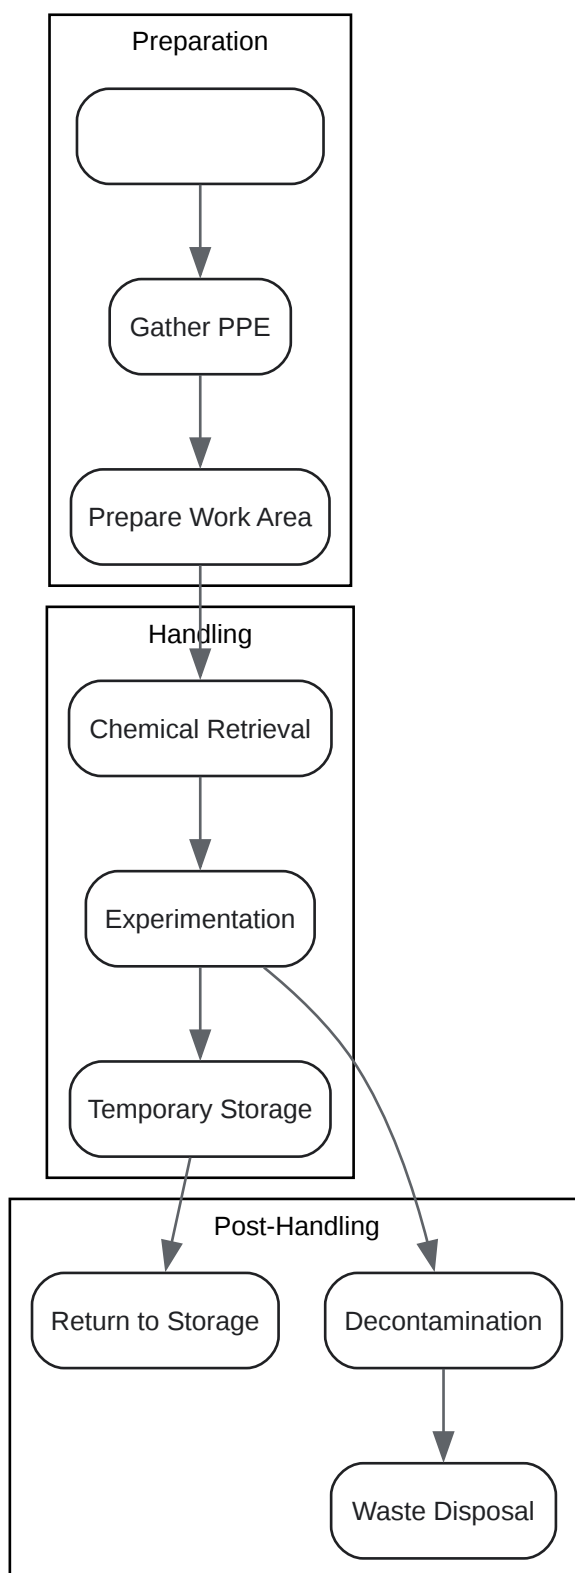 Preparation
Gather PPE
Prepare Work Area
Handling
Chemical Retrieval
Experimentation
Temporary Storage
Post-Handling
Return to Storage
Decontamination
Waste Disposal